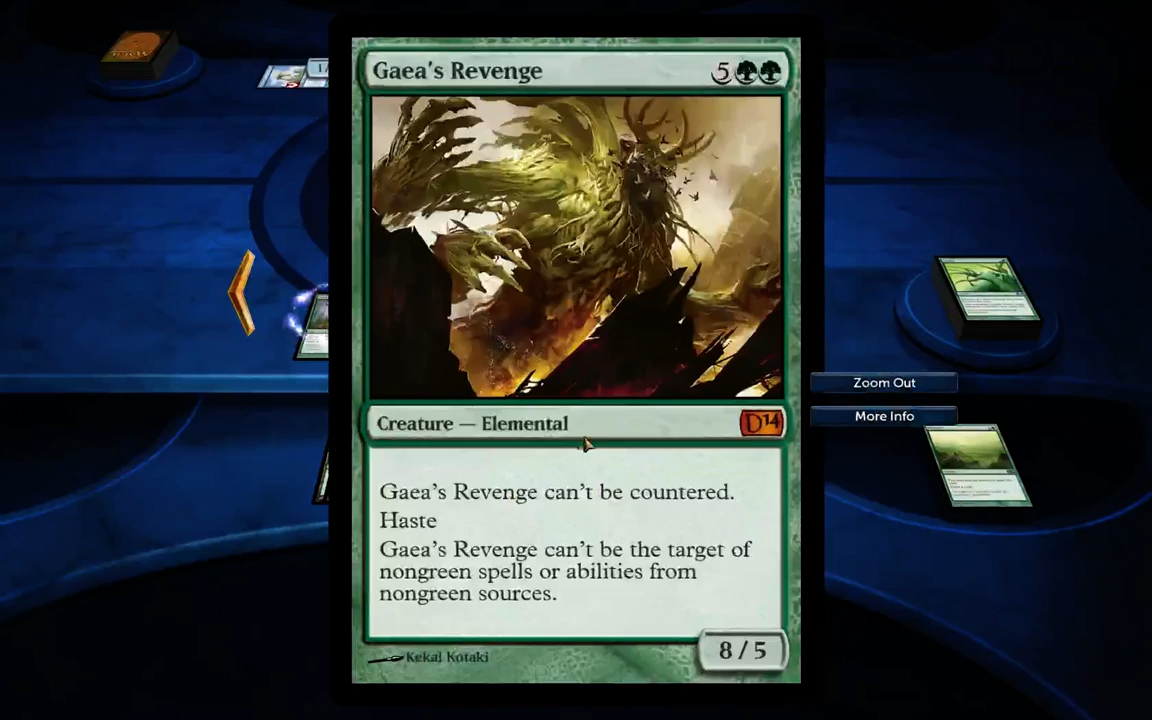 Gaea's Revenge 5
Creature — Elemental D14
Gaea's Revenge can't be countered.
Haste
Gaea's Revenge can't be the target of
nongreen spells or abilities from
nongreen sources.
8/5
Kekai Kotaki
Zoom Out
More Info